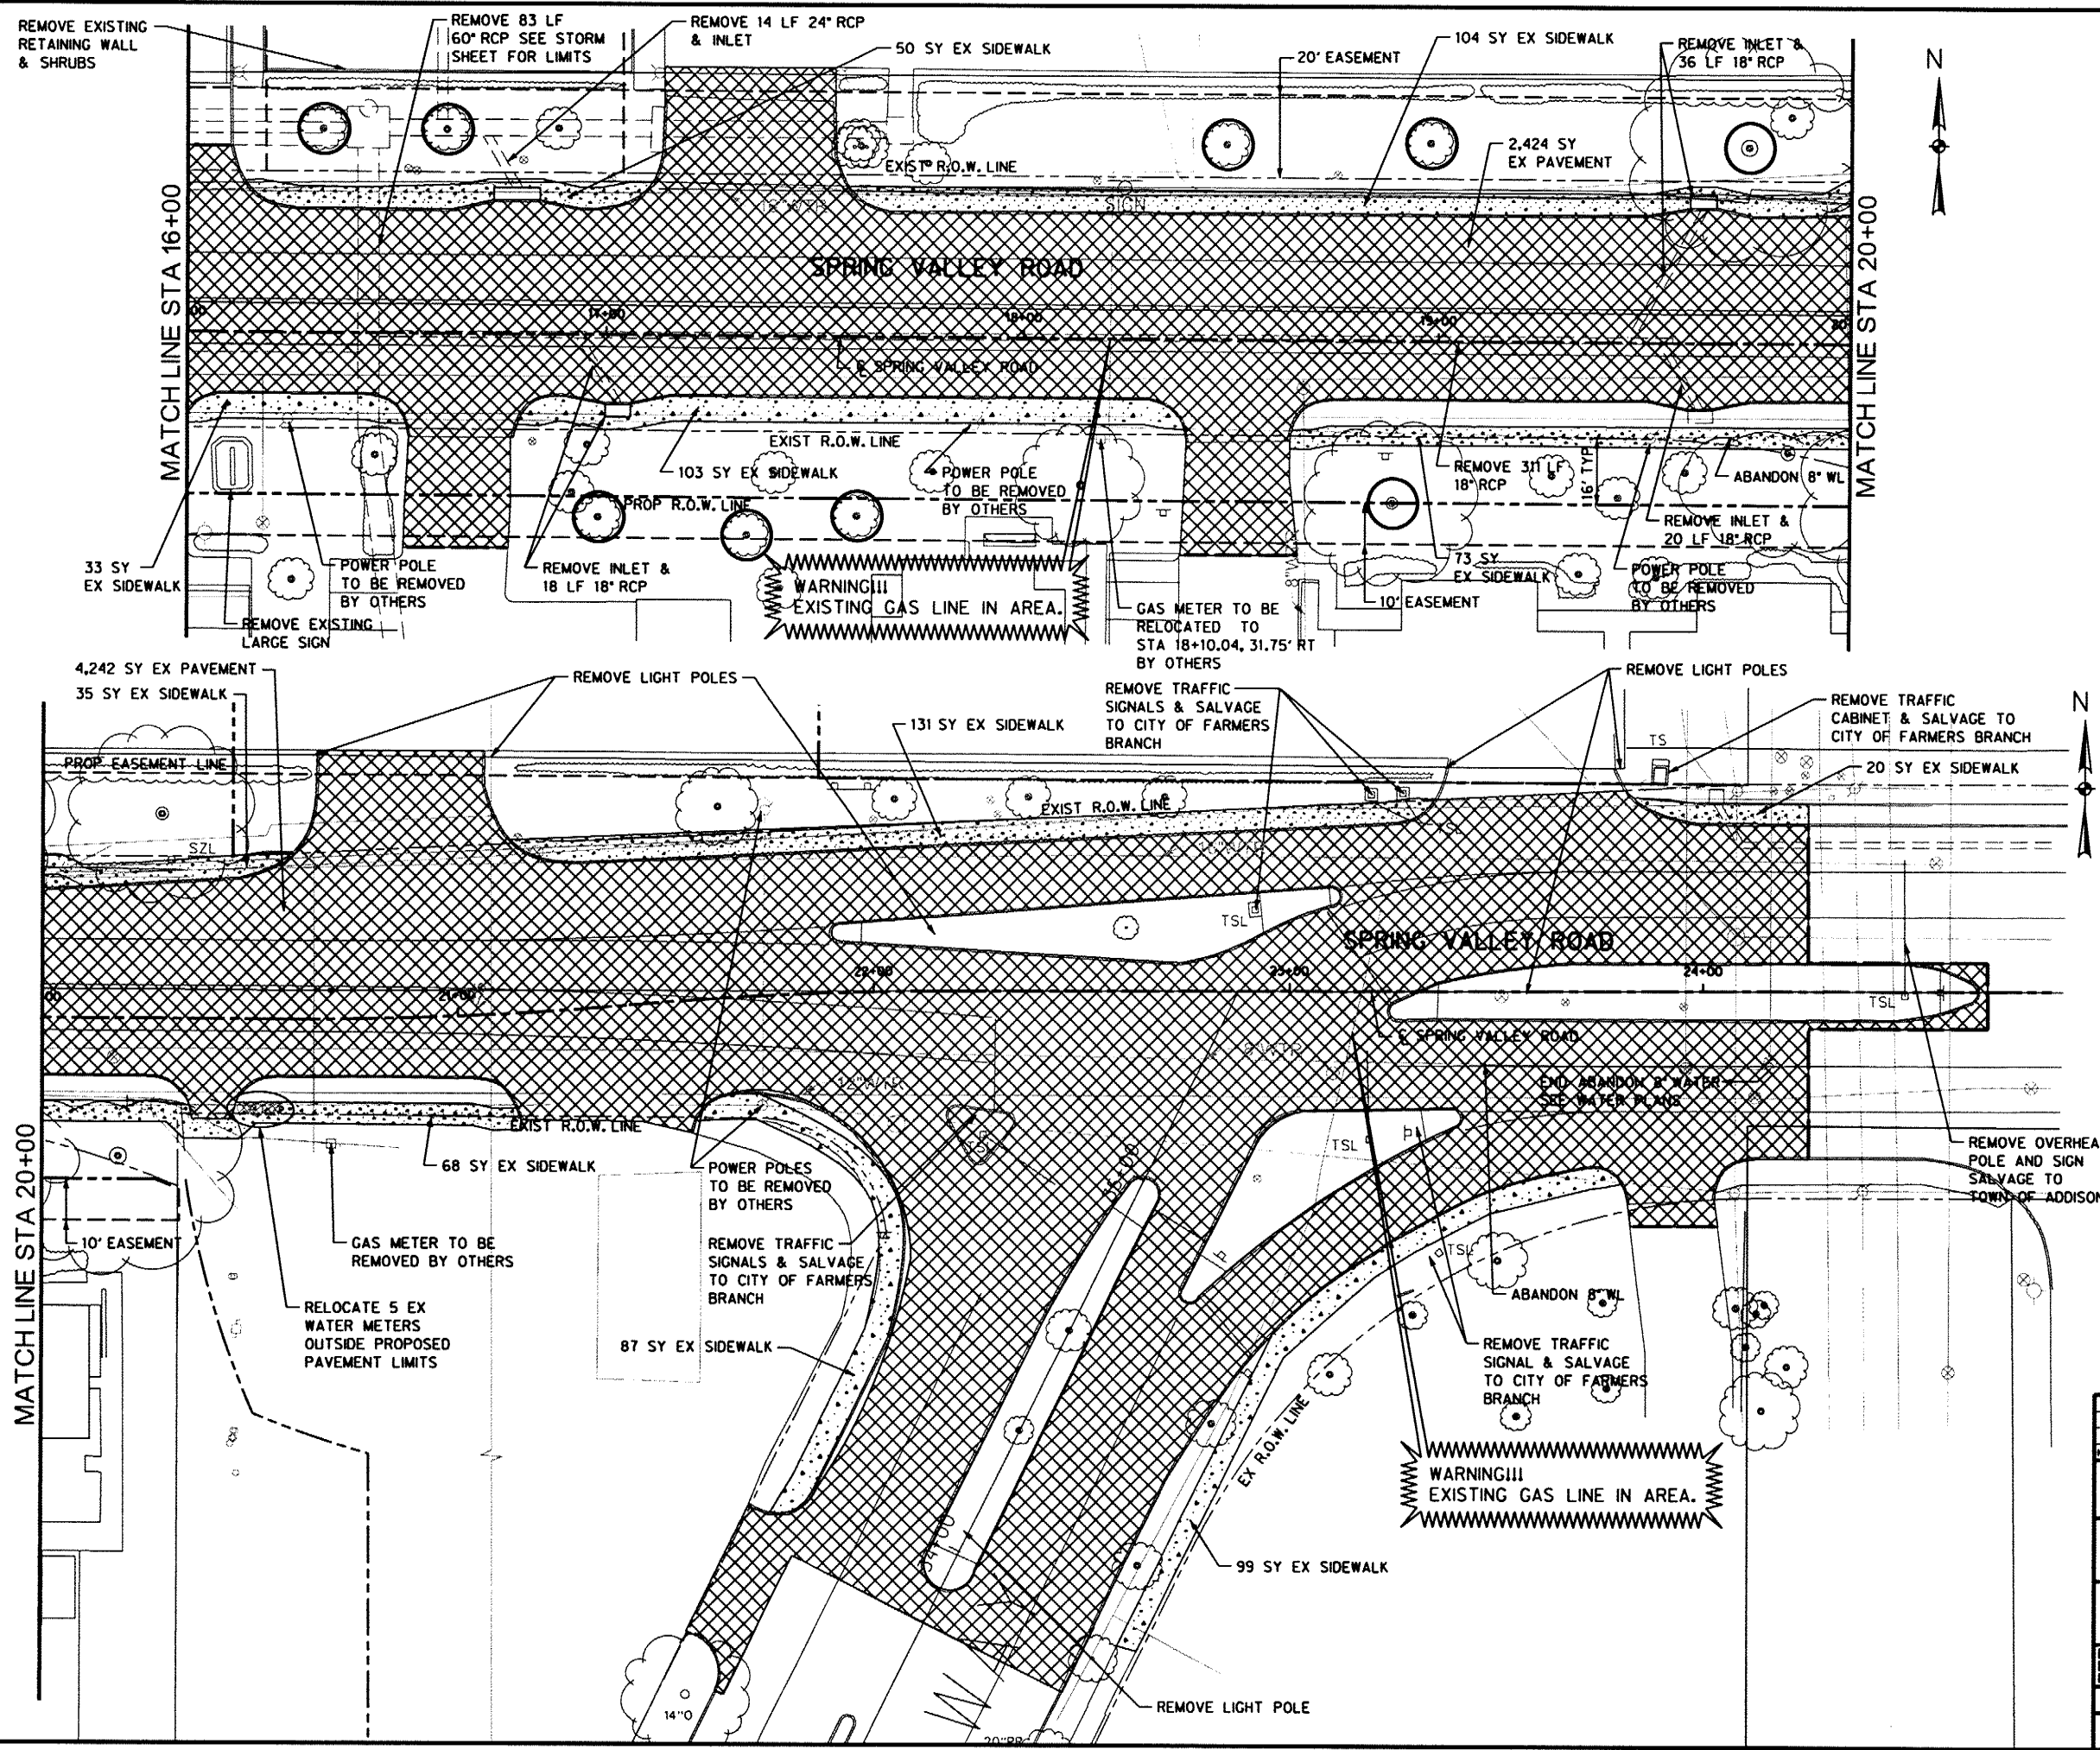 REMOVE EXISTING
RETAINING WALL
& SHRUBS
REMOVE 83 LF
60" RCP SEE STORM
SHEET FOR LIMITS
REMOVE 14 LF 24" RCP
& INLET
50 SY EX SIDEWALK
20' EASEMENT
104 SY EX SIDEWALK
REMOVE INLET &
36 LF 18" RCP
N
2,424 SY
EX PAVEMENT
EXIST R.O.W. LINE
SIGN
MATCH LINE STA 16+00
SPRING VALLEY ROAD
MATCH LINE STA 20+00
00
17+00
18+00
19+00
20
℄ SPRING VALLEY ROAD
EXIST R.O.W. LINE
103 SY EX SIDEWALK
POWER POLE
TO BE REMOVED
BY OTHERS
PROP R.O.W. LINE
REMOVE 311 LF
18" RCP
16' TYP
ABANDON 8" WL
REMOVE INLET &
20 LF 18" RCP
33 SY
EX SIDEWALK
POWER POLE
TO BE REMOVED
BY OTHERS
REMOVE EXISTING
LARGE SIGN
REMOVE INLET &
18 LF 18" RCP
WARNING!!!
EXISTING GAS LINE IN AREA.
GAS METER TO BE
RELOCATED TO
STA 18+10.04, 31.75' RT
BY OTHERS
10' EASEMENT
73 SY
EX SIDEWALK
POWER POLE
TO BE REMOVED
BY OTHERS
4,242 SY EX PAVEMENT
35 SY EX SIDEWALK
REMOVE LIGHT POLES
131 SY EX SIDEWALK
REMOVE TRAFFIC
SIGNALS & SALVAGE
TO CITY OF FARMERS
BRANCH
REMOVE LIGHT POLES
REMOVE TRAFFIC
CABINET & SALVAGE TO
CITY OF FARMERS BRANCH
N
TS
20 SY EX SIDEWALK
PROP EASEMENT LINE
EXIST R.O.W. LINE
SZL
TSL
TSL
SPRING VALLEY ROAD
00
21+00
22+00
23+00
24+00
TSL
℄ SPRING VALLEY ROAD
12" WTR
8" WTR
END ABANDON 8" WATER
SEE WATER PLANS
EXIST R.O.W. LINE
TSL
TSL
35+00
MATCH LINE STA 20+00
68 SY EX SIDEWALK
POWER POLES
TO BE REMOVED
BY OTHERS
REMOVE OVERHEA
POLE AND SIGN
SALVAGE TO
TOWN OF ADDISON
10' EASEMENT
GAS METER TO BE
REMOVED BY OTHERS
REMOVE TRAFFIC
SIGNALS & SALVAGE
TO CITY OF FARMERS
BRANCH
TSL
RELOCATE 5 EX
WATER METERS
OUTSIDE PROPOSED
PAVEMENT LIMITS
ABANDON 8" WL
87 SY EX SIDEWALK
REMOVE TRAFFIC
SIGNAL & SALVAGE
TO CITY OF FARMERS
BRANCH
EX R.O.W. LINE
WARNING!!!
EXISTING GAS LINE IN AREA.
34+00
99 SY EX SIDEWALK
REMOVE LIGHT POLE
14"O